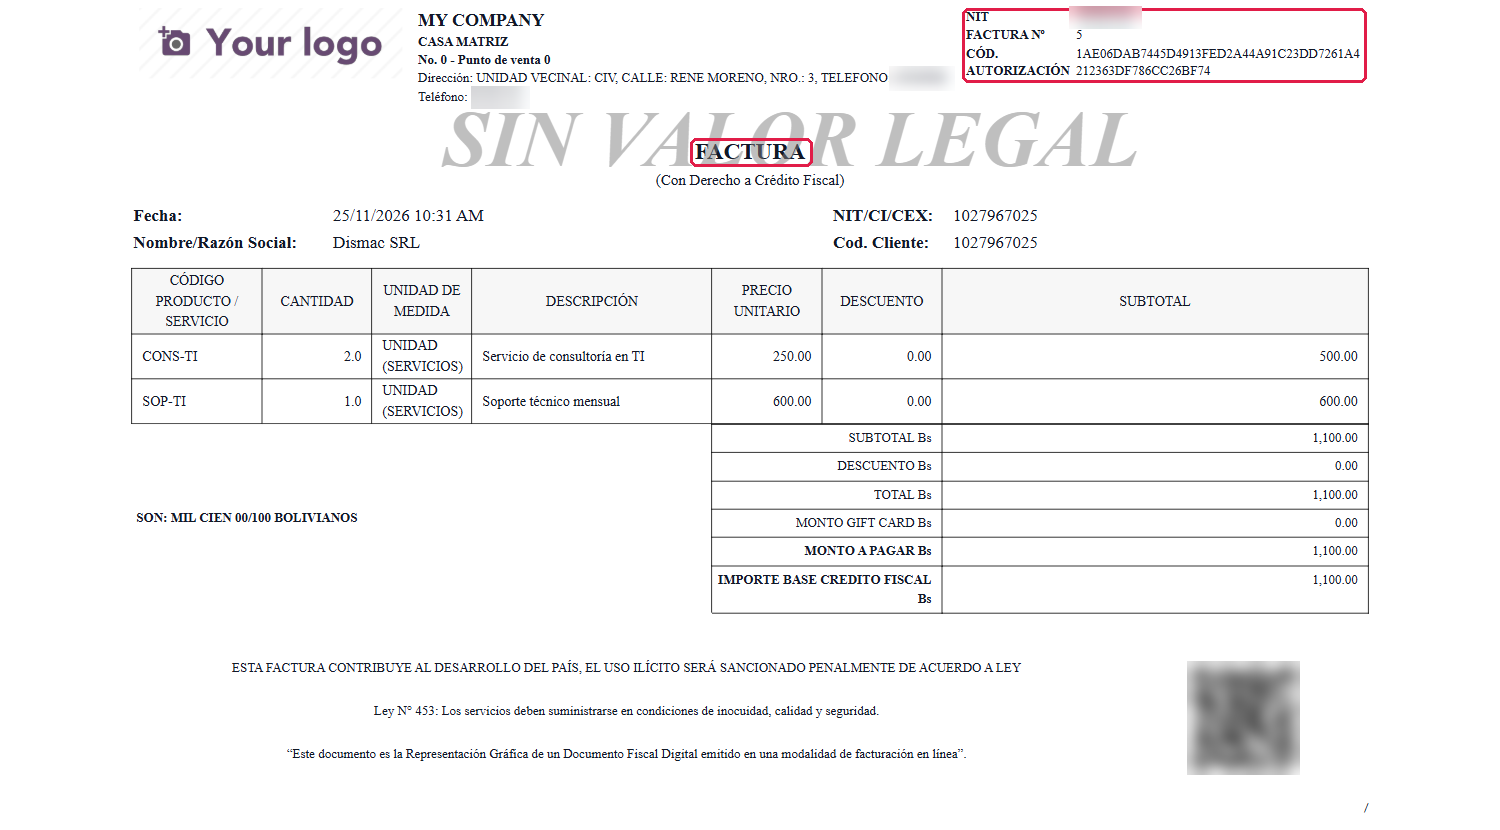 Your logo
MY COMPANY
CASA MATRIZ
No. 0 - Punto de venta 0
Dirección: UNIDAD VECINAL: CIV, CALLE: RENE MORENO, NRO.: 3, TELEFONO
Teléfono:
NIT
FACTURA Nº 5
CÓD. 1AE06DAB7445D4913FED2A44A91C23DD7261A4
AUTORIZACIÓN 212363DF786CC26BF74
SIN VALOR LEGAL
FACTURA
(Con Derecho a Crédito Fiscal)
Fecha: 25/11/2026 10:31 AM NIT/CI/CEX: 1027967025
Nombre/Razón Social: Dismac SRL Cod. Cliente: 1027967025
CÓDIGO PRODUCTO / SERVICIO CANTIDAD UNIDAD DE MEDIDA DESCRIPCIÓN PRECIO UNITARIO DESCUENTO SUBTOTAL
CONS-TI 2.0 UNIDAD (SERVICIOS) Servicio de consultoría en TI 250.00 0.00 500.00
SOP-TI 1.0 UNIDAD (SERVICIOS) Soporte técnico mensual 600.00 0.00 600.00
SUBTOTAL Bs 1,100.00
DESCUENTO Bs 0.00
TOTAL Bs 1,100.00
SON: MIL CIEN 00/100 BOLIVIANOS
MONTO GIFT CARD Bs 0.00
MONTO A PAGAR Bs 1,100.00
IMPORTE BASE CREDITO FISCAL Bs 1,100.00
ESTA FACTURA CONTRIBUYE AL DESARROLLO DEL PAÍS, EL USO ILÍCITO SERÁ SANCIONADO PENALMENTE DE ACUERDO A LEY
Ley N° 453: Los servicios deben suministrarse en condiciones de inocuidad, calidad y seguridad.
“Este documento es la Representación Gráfica de un Documento Fiscal Digital emitido en una modalidad de facturación en línea”.
/